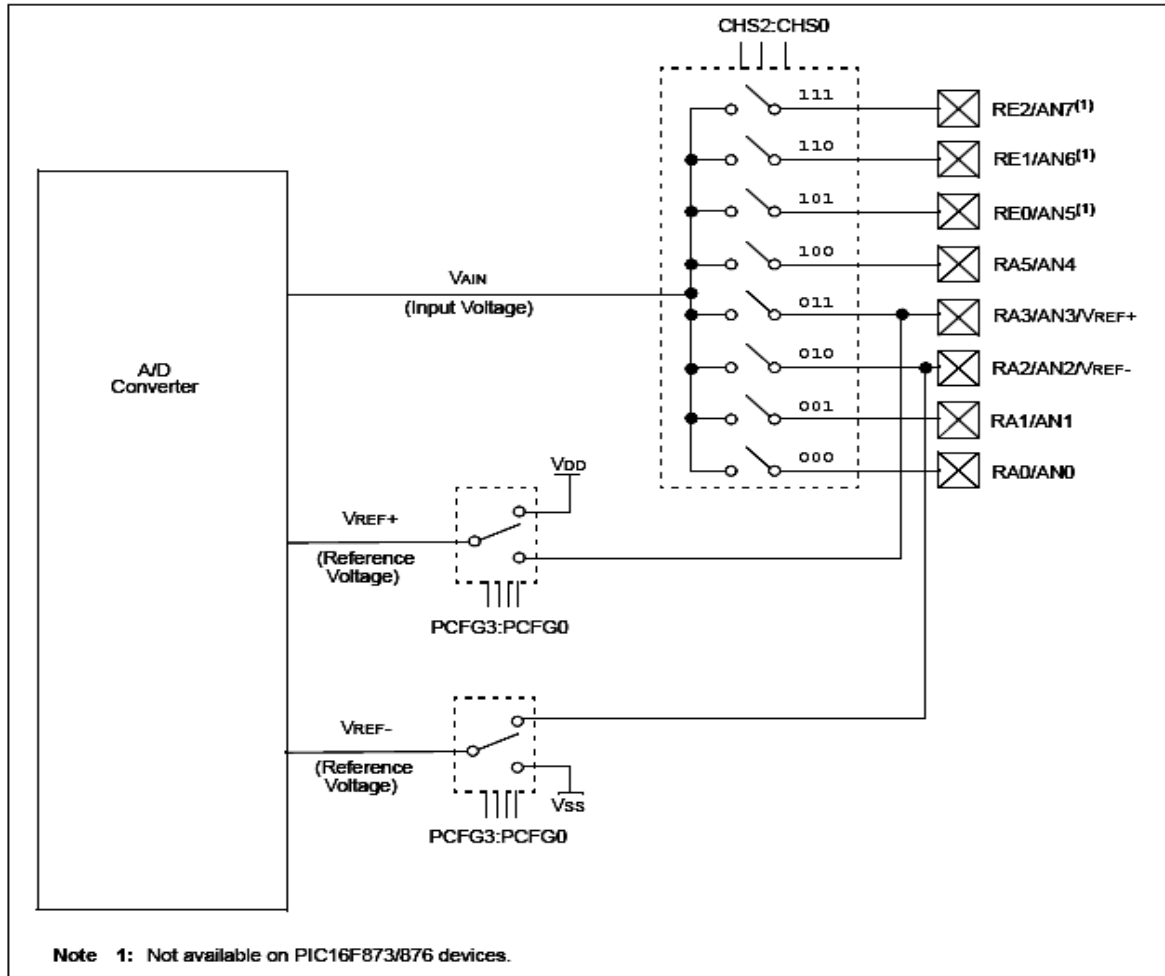 CHS2:CHS0
111
RE2/AN7(1)
110
RE1/AN6(1)
101
RE0/AN5(1)
100
RA5/AN4
VAIN
(Input Voltage)
011
RA3/AN3/VREF+
010
RA2/AN2/VREF-
A/D
Converter
001
RA1/AN1
000
RA0/AN0
VDD
VREF+
(Reference
Voltage)
PCFG3:PCFG0
VREF-
(Reference
Voltage)
VSS
PCFG3:PCFG0
Note 1: Not available on PIC16F873/876 devices.